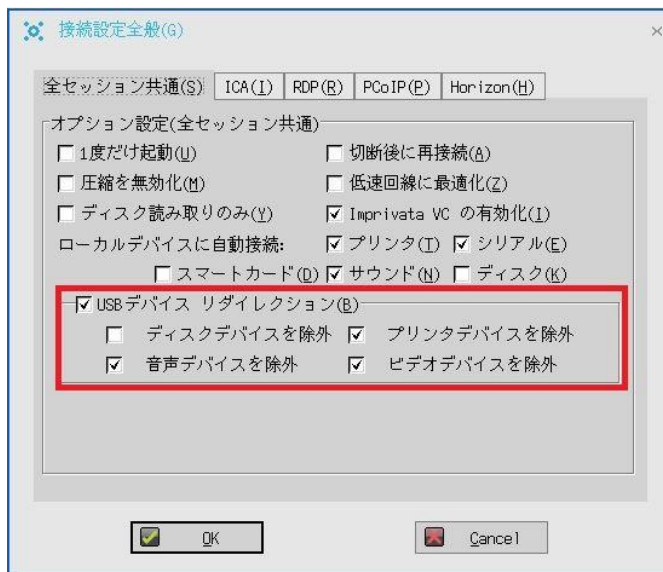 接続設定全般(G)
全セッション共通(S) ICA(I) RDP(R) PCoIP(P) Horizon(H)
オプション設定(全セッション共通)
1度だけ起動(U) 切断後に再接続(A)
圧縮を無効化(M) 低速回線に最適化(Z)
ディスク読み取りのみ(Y) Imprivata VC の有効化(I)
ローカルデバイスに自動接続: プリンタ(T) シリアル(E)
スマートカード(D) サウンド(N) ディスク(K)
USBデバイス リダイレクション(B)
ディスクデバイスを除外 プリンタデバイスを除外
音声デバイスを除外 ビデオデバイスを除外
OK Cancel